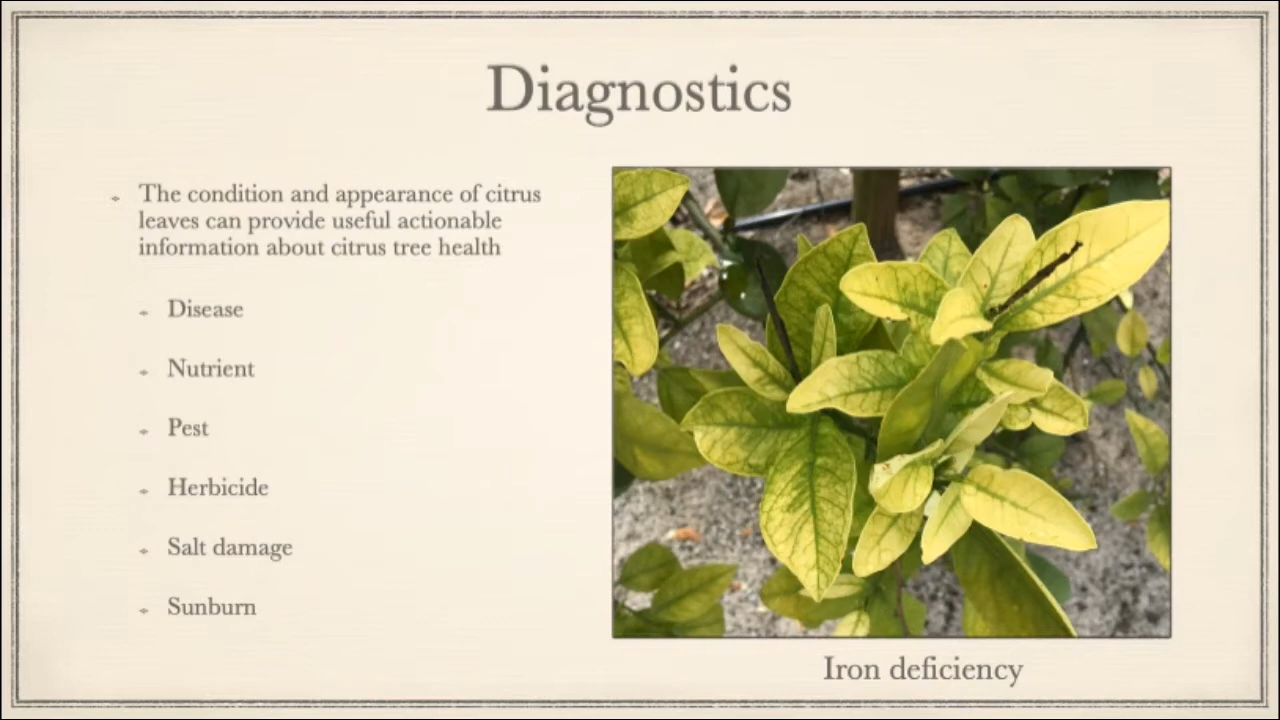 Diagnostics
The condition and appearance of citrus
leaves can provide useful actionable
information about citrus tree health
Disease
Nutrient
Pest
Herbicide
Salt damage
Sunburn
Iron deficiency